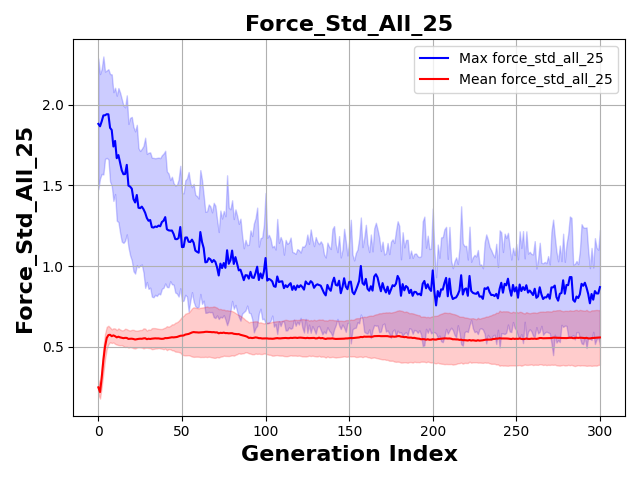 Force_Std_All_25
Max force_std_all_25
Mean force_std_all_25
Force_Std_All_25
2.0
1.5
1.0
0.5
0 50 100 150 200 250 300
Generation Index